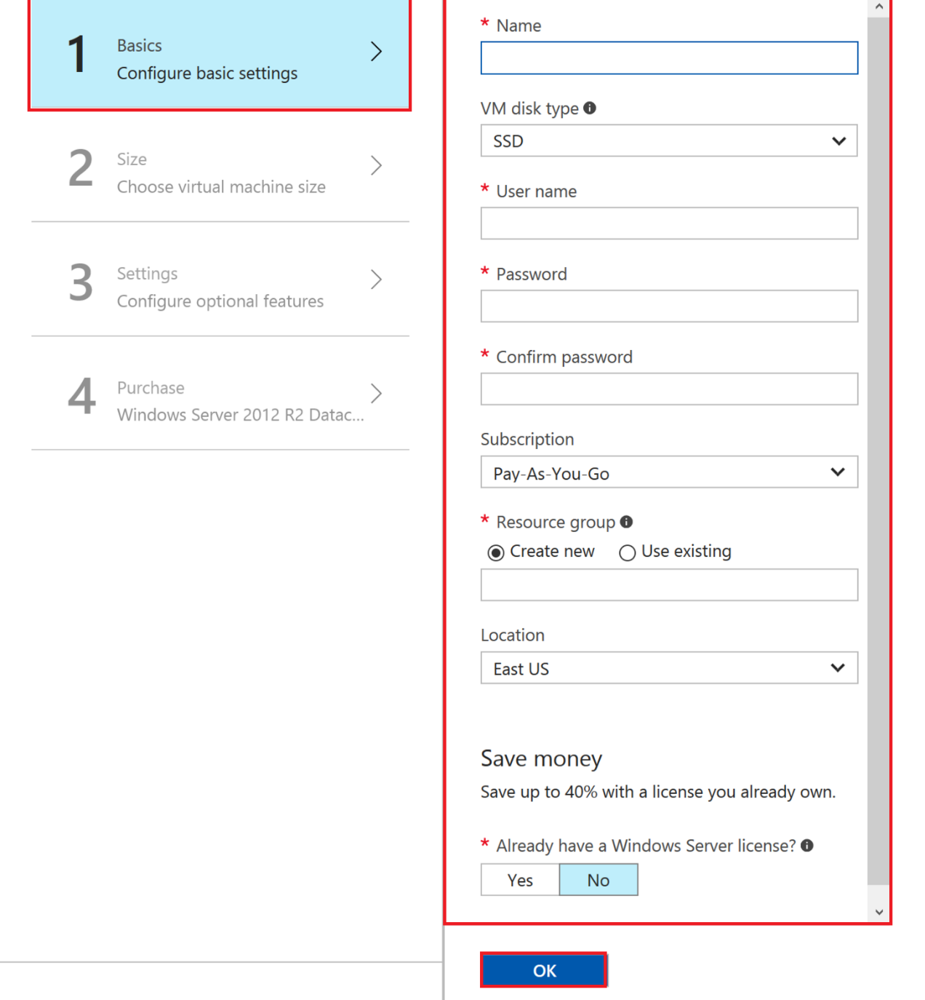 1
Basics
Configure basic settings
2
Size
Choose virtual machine size
3
Settings
Configure optional features
4
Purchase
Windows Server 2012 R2 Datac...
* Name
VM disk type
SSD
* User name
* Password
* Confirm password
Subscription
Pay-As-You-Go
* Resource group
Create new Use existing
Location
East US
Save money
Save up to 40% with a license you already own.
* Already have a Windows Server license?
Yes No
OK